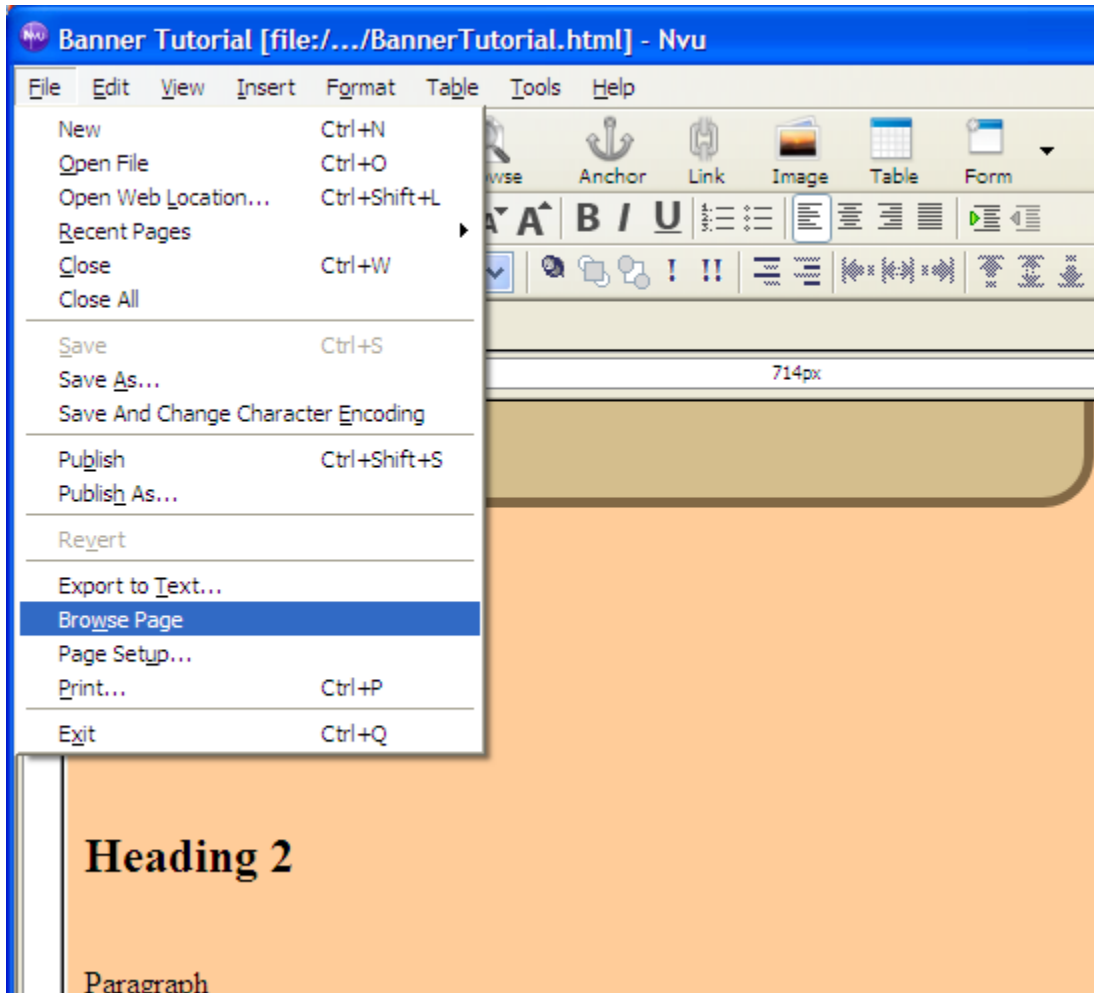 Banner Tutorial [file:/.../BannerTutorial.html] - Nvu
File Edit View Insert Format Table Tools Help
Anchor Link Image Table Form
New Ctrl+N
Open File Ctrl+O
Open Web Location... Ctrl+Shift+L
Recent Pages
Close Ctrl+W
Close All
Save Ctrl+S
Save As...
Save And Change Character Encoding
Publish Ctrl+Shift+S
Publish As...
Revert
Export to Text...
Browse Page
Page Setup...
Print... Ctrl+P
Exit Ctrl+Q
B I U
! !!
714px
Heading 2
Paragraph